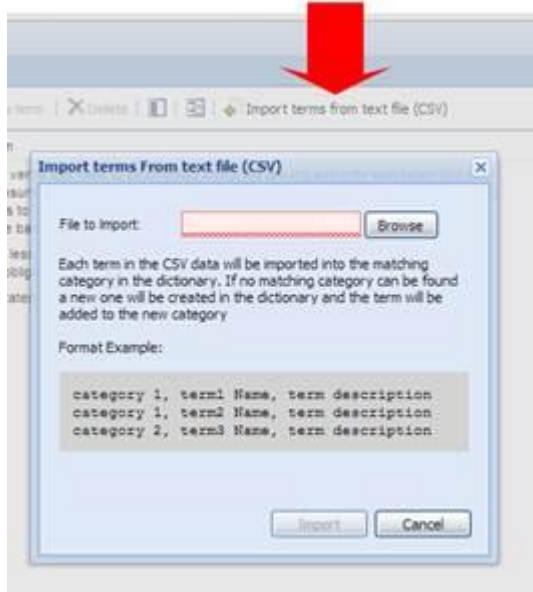 Delete
Import terms from text file (CSV)
Import terms From text file (CSV)
File to Import:
Browse
Each term in the CSV data will be imported into the matching
category in the dictionary. If no matching category can be found
a new one will be created in the dictionary and the term will be
added to the new category
Format Example:
category 1, term1 Name, term description
category 1, term2 Name, term description
category 2, term3 Name, term description
Import
Cancel